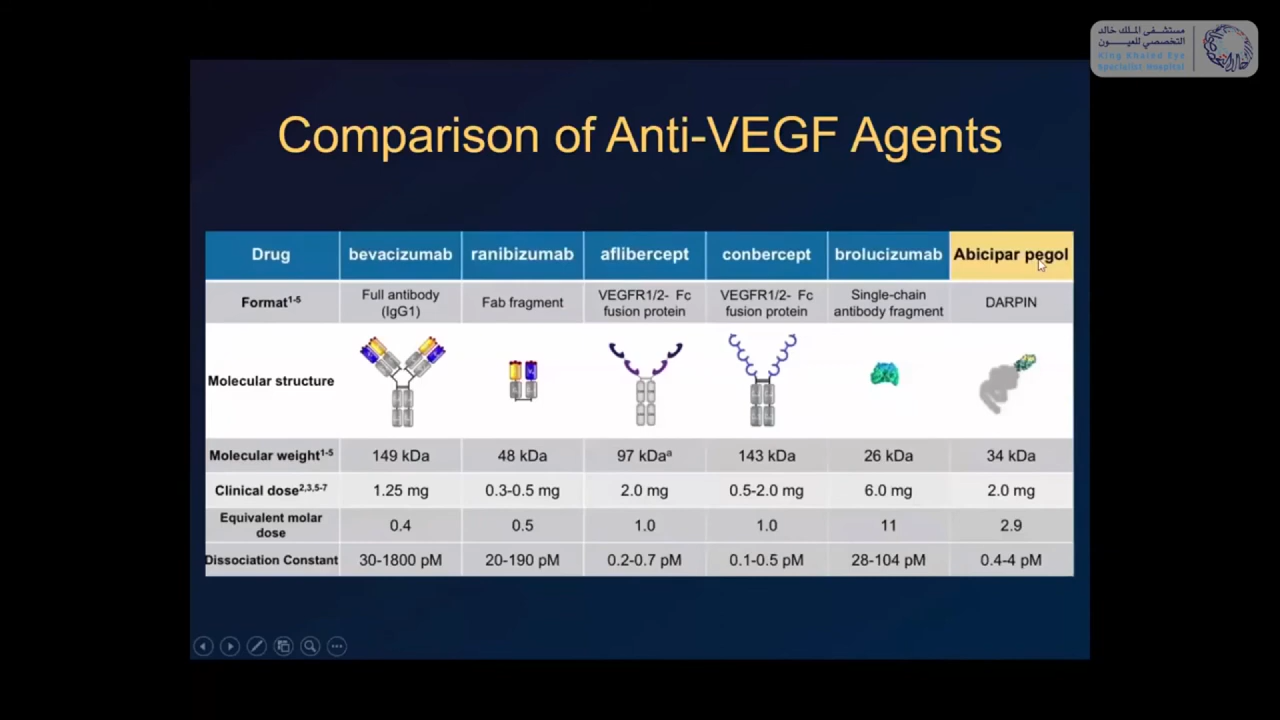 مستشفى الملك خالد
التخصصي للعيون
King Khaled Eye
Specialist Hospital
Comparison of Anti-VEGF Agents
Drug bevacizumab ranibizumab aflibercept conbercept brolucizumab Abicipar pegol
Format1-5 Full antibody (IgG1) Fab fragment VEGFR1/2- Fc fusion protein VEGFR1/2- Fc fusion protein Single-chain antibody fragment DARPIN
Molecular structure
Molecular weight1-5 149 kDa 48 kDa 97 kDaa 143 kDa 26 kDa 34 kDa
Clinical dose2,3,5-7 1.25 mg 0.3-0.5 mg 2.0 mg 0.5-2.0 mg 6.0 mg 2.0 mg
Equivalent molar dose 0.4 0.5 1.0 1.0 11 2.9
Dissociation Constant 30-1800 pM 20-190 pM 0.2-0.7 pM 0.1-0.5 pM 28-104 pM 0.4-4 pM